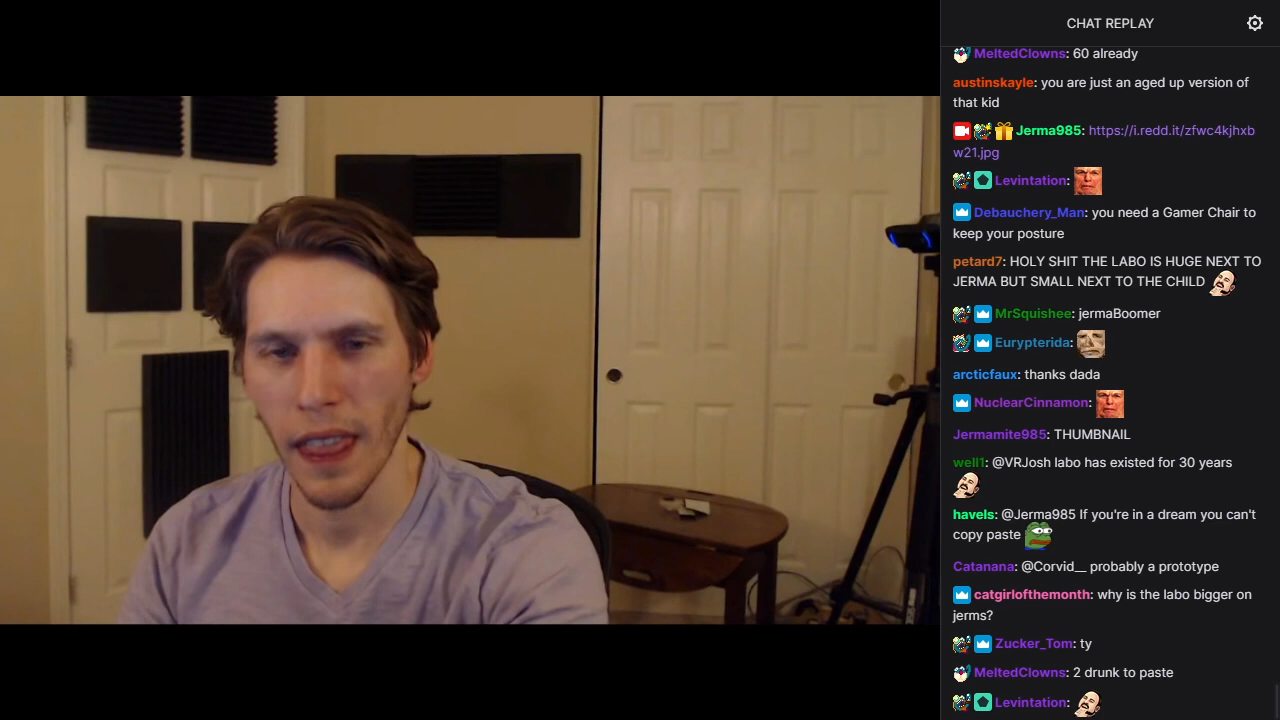 CHAT REPLAY
MeltedClowns: 60 already
austinskayle: you are just an aged up version of
that kid
Jerma985: https://i.redd.it/zfwc4kjhxb
w21.jpg
Levintation:
Debauchery_Man: you need a Gamer Chair to
keep your posture
petard7: HOLY SHIT THE LABO IS HUGE NEXT TO
JERMA BUT SMALL NEXT TO THE CHILD
MrSquishee: jermaBoomer
Eurypterida:
arcticfaux: thanks dada
NuclearCinnamon:
Jermamite985: THUMBNAIL
well1: @VRJosh labo has existed for 30 years
havels: @Jerma985 If you're in a dream you can't
copy paste
Catanana: @Corvid__ probably a prototype
catgirlofthemonth: why is the labo bigger on
jerms?
Zucker_Tom: ty
MeltedClowns: 2 drunk to paste
Levintation: